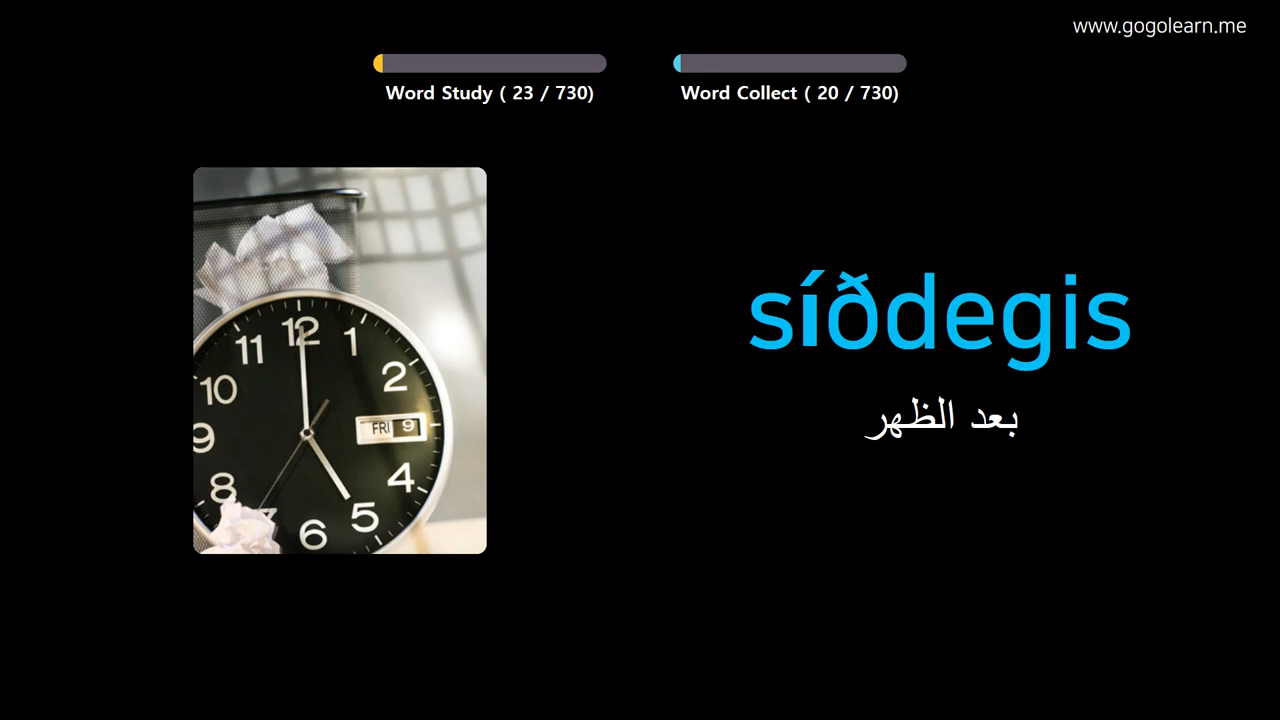 www.gogolearn.me
Word Study ( 23 / 730)
Word Collect ( 20 / 730)
12
11
1
10
2
9
FRI 9
8
4
7
5
6
síðdegis
بعد الظهر